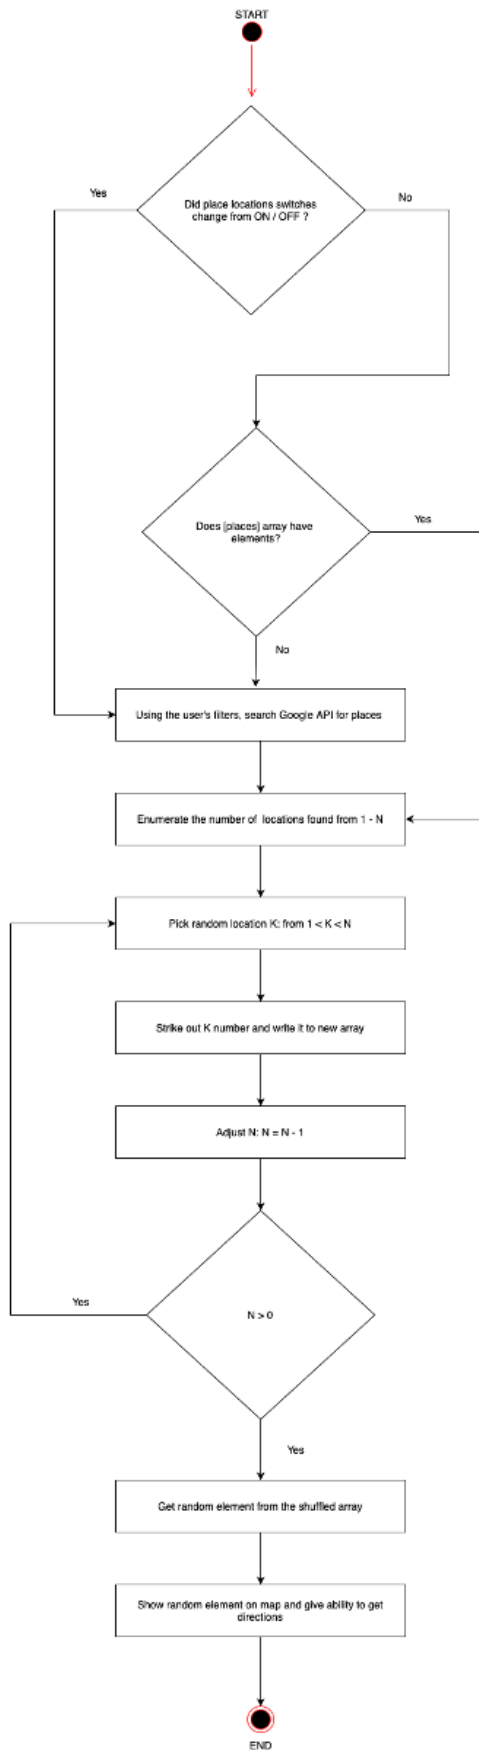 START
Did place locations switches
change from ON / OFF ?
Yes
No
Does [places] array have
elements?
Yes
No
Using the user's filters, search Google API for places
Enumerate the number of locations found from 1 - N
Pick random location K: from 1 < K < N
Strike out K number and write it to new array
Adjust N: N = N - 1
N > 0
Yes
Yes
Get random element from the shuffled array
Show random element on map and give ability to get
directions
END